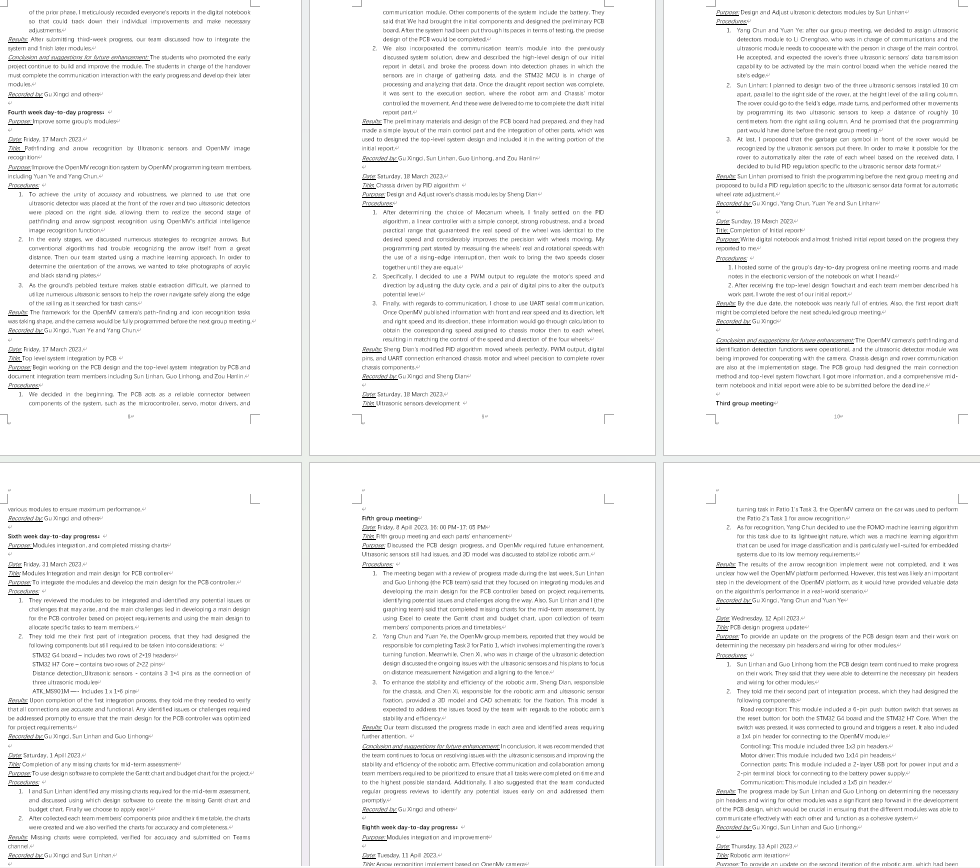 of the prior phase, I meticulously recorded everyone's reports in the digital notebook
so that could track down their individual improvements and make necessary
adjustments.
Results: After submitting third-week progress, our team discussed how to integrate the
system and finish later modules.
Conclusion and suggestions for future enhancement: The students who promoted the early
project continue to build and improve the module. The students in charge of the handover
must complete the communication interaction with the early progress and develop their later
modules.
Recorded by: Gu Xingci and others
Fourth week day-to-day progress:
Purpose: Improve some group's modules
Date: Friday, 17 March 2023
Title: Pathfinding and arrow recognition by Ultrasonic sensors and OpenMV image
recognition
Purpose: Improve the OpenMV recognition system by OpenMV programming team members,
including Yuan Ye and Yang Chun.
Procedures:
1. To achieve the unity of accuracy and robustness, we planned to use that one
ultrasonic detector was placed at the front of the rover and two ultrasonic detectors
were placed on the right side, allowing them to realize the second stage of
pathfinding and arrow signpost recognition using OpenMV's artificial intelligence
image recognition function.
2. In the early stages, we discussed numerous strategies to recognize arrows. But
conventional algorithms had trouble recognizing the arrow itself from a great
distance. Then our team started using a machine learning approach. In order to
determine the orientation of the arrows, we wanted to take photographs of acrylic
and black standing plates.
3. As the ground's pebbled texture makes stable extraction difficult, we planned to
utilize numerous ultrasonic sensors to help the rover navigate safely along the edge
of the railing as it searched for tall chars.
Results: The framework for the OpenMV camera's path-finding and icon recognition tasks
was taking shape, and the camera would be fully programmed before the next group meeting.
Recorded by: Gu Xingci, Yuan Ye and Yang Chun.
Date: Friday, 17 March 2023
Title: Top level system integration by PCB
Purpose: Begin working on the PCB design and the top-level system integration by PCB and
document integration team members including Sun Linhan, Guo Linhong, and Zou Hanlin.
Procedures:
1. We decided in the beginning. The PCB acts as a reliable connector between
components of the system, such as the microcontroller, servo, motor drivers, and
8
communication module. Other components of the system include the battery. They
said that We had brought the initial components and designed the preliminary PCB
board. After the system had been put through its paces in terms of testing, the precise
design of the PCB would be completed.
2. We also incorporated the communication team's module into the previously
discussed system solution, drew and described the high-level design of our initial
report in detail, and broke the process down into detection phases in which the
sensors are in charge of gathering data, and the STM32 MCU is in charge of
processing and analyzing that data. Once the drought report section was complete,
it was sent to the execution section, where the robot arm and Chassis' motor
controlled the movement. And these were delivered to me to complete the draft initial
report part.
Results: The preliminary materials and design of the PCB board had prepared, and they had
made a simple layout of the main control part and the integration of other parts, which was
used to designed the top-level system design and included it in the writing portion of the
initial report.
Recorded by: Gu Xingci, Sun Linhan, Guo Linhong, and Zou Hanlin
Date: Saturday, 18 March 2023.
Title: Chassis driven by PID algorithm
Purpose: Design and Adjust rover's chassis modules by Sheng Dian
Procedures:
1. After determining the choice of Mecanum wheels, I finally settled on the PID
algorithm, a linear controller with a simple concept, strong robustness, and a broad
practical range that guaranteed the real speed of the wheel was identical to the
desired speed and considerably improves the precision with wheels moving. My
programming part started by measuring the wheels' real and rotational speeds with
the use of a rising-edge interruption, then work to bring the two speeds closer
together until they are equal.
2. Specifically, I decided to use a PWM output to regulate the motor's speed and
direction by adjusting the duty cycle, and a pair of digital pins to alter the output's
potential level.
3. Finally, with regards to communication, I chose to use UART serial communication.
Once OpenMV published information with front and rear speed and its direction, left
and right speed and its direction, these information would go through calculation to
obtain the corresponding speed assigned to chassis motor then to each wheel,
resulting in matching the control of the speed and direction of the four wheels.
Results: Sheng Dian's modified PID algorithm moved wheels perfectly. PWM output, digital
pins, and UART connection enhanced chassis motor and wheel precision to complete rover
chassis components.
Recorded by: Gu Xingci and Sheng Dian
Date: Saturday, 18 March 2023.
Title: Ultrasonic sensors development
9
Purpose: Design and Adjust ultrasonic detectors modules by Sun Linhan
Procedures:
1. Yang Chun and Yuan Ye: after our group meeting, we decided to assign ultrasonic
detectors module to Li Chengtao, who was in charge of communications and the
ultrasonic module needs to cooperate with the person in charge of the main control.
He accepted, and expected the rover's three ultrasonic sensors' data transmission
capability to be activated by the main control board when the vehicle neared the
site's edge.
2. Sun Linhan: I planned to design two of the three ultrasonic sensors installed 10 cm
apart, parallel to the right side of the rover, at the height level of the railing column.
The rover could go to the field's edge, made turns, and performed other movements
by programming its two ultrasonic sensors to keep a distance of roughly 10
centimeters from the right railing column. And he promised that the programming
part would have done before the next group meeting.
3. At last, I proposed that the garbage can symbol in front of the rover would be
recognized by the ultrasonic sensors put there. In order to make it possible for the
rover to automatically alter the rate of each wheel based on the received data, I
decided to build PID regulation specific to the ultrasonic sensor data format.
Results: Sun Linhan promised to finish the programming before the next group meeting and
proposed to build a PID regulation specific to the ultrasonic sensor data format for automatic
wheel rate adjustment.
Recorded by: Gu Xingci, Yang Chun, Yuan Ye and Sun Linhan
Date: Sunday, 19 March 2023
Title: Completion of Initial report
Purpose: Write digital notebook and almost finished initial report based on the progress they
reported to me.
Procedures:
1. I hosted some of the group's day-to-day progress online meeting rooms and made
notes in the electronic version of the notebook on what I heard.
2. After receiving the top-level design flowchart and each team member described his
work part, I wrote the rest of our initial report.
Results: By the due date, the notebook was nearly full of entries. Also, the first report draft
might be completed before the next scheduled group meeting.
Recorded by: Gu Xingci
Conclusion and suggestions for future enhancement: The OpenMV camera's pathfinding and
identification detection functions were operational, and the ultrasonic detector module was
being improved for cooperating with the camera. Chassis design and rover communication
are also at the implementation stage. The PCB group had designed the main connection
method and top-level system flowchart. I got more information, and a comprehensive mid-
term notebook and initial report were able to be submitted before the deadline.
Third group meeting
10
various modules to ensure maximum performance.
Recorded by: Gu Xingci and others
Sixth week day-to-day progress:
Purpose: Modules integration, and completed missing charts
Date: Friday, 31 March 2023
Title: Modules Integration and main design for PCB controller
Purpose: To integrate the modules and develop the main design for the PCB controller.
Procedures:
1. They reviewed the modules to be integrated and identified any potential issues or
challenges that may arise, and the main challenges led in developing a main design
for the PCB controller based on project requirements and using the main design to
allocate specific tasks to team members.
2. They told me their first part of integration process, that they had designed the
following components but still required to be taken into considerations:
STM32 G4 board – includes two rows of 2*19 headers
STM32 H7 Core – contains two rows of 2*22 pins
Distance detection_Ultrasonic sensors - contains 3 1*4 pins as the connection of
three ultrasonic modules
ATK_MS901M---- Includes 1 x 1*6 pins
Results: Upon completion of the first integration process, they told me they needed to verify
that all connections are accurate and functional. Any identified issues or failures required
be addressed promptly to ensure that the main design for the PCB controller was optimized
for project requirements.
Recorded by: Gu Xingci, Sun Linhan and Guo Linhong
Date: Saturday, 1 April 2023.
Title: Completion of any missing charts for mid-term assessment
Purpose: To use design software to complete the Gantt chart and budget chart for the project.
Procedures:
1. I and Sun Linhan identified any missing charts required for the mid-term assessment,
and discussed using which design software to create the missing Gantt chart and
budget chart. Finally we choose to apply excel
2. After collected each team members' components price and their time table, the charts
were created and we also verified the charts for accuracy and completeness.
Results: Missing charts were completed, verified for accuracy and submitted on Teams
channel.
Recorded by: Gu Xingci and Sun Linhan.
Fifth group meeting
Date: Friday, 8 April 2023, 16: 00 PM-17: 05 PM
Title: Fifth group meeting and each parts' enhancement
Purpose: Discussed the PCB design progress, and OpenMv required future enhancement.
Ultrasonic sensors still had issues, and 3D model was discussed to stabilize robotic arm.
Procedures:
1. The meeting began with a review of progress made during the last week, Sun Linhan
and Guo Linhong (the PCB team) said that they focused on integrating modules and
developing the main design for the PCB controller based on project requirements,
identifying potential issues and challenges along the way. Also, Sun Linhan and I (the
graphing team) said that completed missing charts for the mid-term assessment, by
using Excel to create the Gantt chart and budget chart, upon collection of team
members' components prices and timetables.
2. Yang Chun and Yuan Ye, the OpenMv group members, reported that they would be
responsible for completing Task 3 for Patio 1, which involves implementing the rover's
turning function. Meanwhile, Chen Xi, who was in charge of the ultrasonic detection
design discussed the ongoing issues with the ultrasonic sensors and his plans to focus
on distance measurement Navigation and aligning to the fence.
3. To enhance the stability and efficiency of the robotic arm, Sheng Dian, responsible
for the chassis, and Chen Xi, responsible for the robotic arm and ultrasonic sensor
fixation, provided a 3D model and CAD schematic for the fixation. This model is
expected to address the issues faced by the team with regards to the robotic arm's
stability and efficiency.
Results: Our team discussed the progress made in each area and identified areas requiring
further attention.
Conclusion and suggestions for future enhancement: In conclusion, it was recommended that
the team continues to focus on resolving issues with the ultrasonic sensors and improving the
stability and efficiency of the robotic arm. Effective communication and collaboration among
team members required to be prioritized to ensure that all tasks were completed on time and
to the highest possible standard. Additionally, I also suggested that the team conducted
regular progress reviews to identify any potential issues early on and addressed them
promptly.
Recorded by: Gu Xingci and others
Eighth week day-to-day progress:
Purpose: Modules integration and improvement
Date: Tuesday, 11 April 2023.
Title: Arrow recognition implement based on OpenMv camera
turning task in Patio 1's Task 3, the OpenMV camera on the car was used to perform
the Patio 2's Task 1 for arrow recognition.
2. As for recognition, Yang Chun decided to use the FOMO machine learning algorithm
for this task due to its lightweight nature, which was a machine learning algorithm
that can be used for image classification and is particularly well-suited for embedded
systems due to its low memory requirements.
Results: The results of the arrow recognition implement were not completed, and it was
unclear how well the OpenMV platform performed. However, this test was likely an important
step in the development of the OpenMV platform, as it would have provided valuable data
on the algorithm's performance in a real-world scenario.
Recorded by: Gu Xingci, Yang Chun and Yuan Ye
Date: Wednesday, 12 April 2023
Title: PCB design progress update
Purpose: To provide an update on the progress of the PCB design team and their work on
determining the necessary pin headers and wiring for other modules.
Procedures:
1. Sun Linhan and Guo Linhong from the PCB design team continued to make progress
on their work. They said that they were able to determine the necessary pin headers
and wiring for other modules.
2. They told me their second part of integration process, which they had designed the
following components:
Road recognition: This module included a 6-pin push button switch that serves as
the reset button for both the STM32 G4 board and the STM32 H7 Core. When the
switch was pressed, it was connected to ground and triggers a reset. It also included
a 1x4 pin header for connecting to the OpenMV module.
Controlling: This module included three 1x3 pin headers.
Motor driver: This module included two 1x11 pin headers.
Connection parts: This module included a 2-layer USB port for power input and a
2-pin terminal block for connecting to the battery power supply.
Communication: This module included a 1x5 pin header.
Results: The progress made by Sun Linhan and Guo Linhong on determining the necessary
pin headers and wiring for other modules was a significant step forward in the development
of the PCB design, which would be crucial in ensuring that the different modules was able to
communicate effectively with each other and function as a cohesive system
Recorded by: Gu Xingci, Sun Linhan and Guo Linhong.
Date: Thursday, 13 April 2023.
Title: Robotic arm iteration
Purpose: To provide an update on the second iteration of the robotic arm